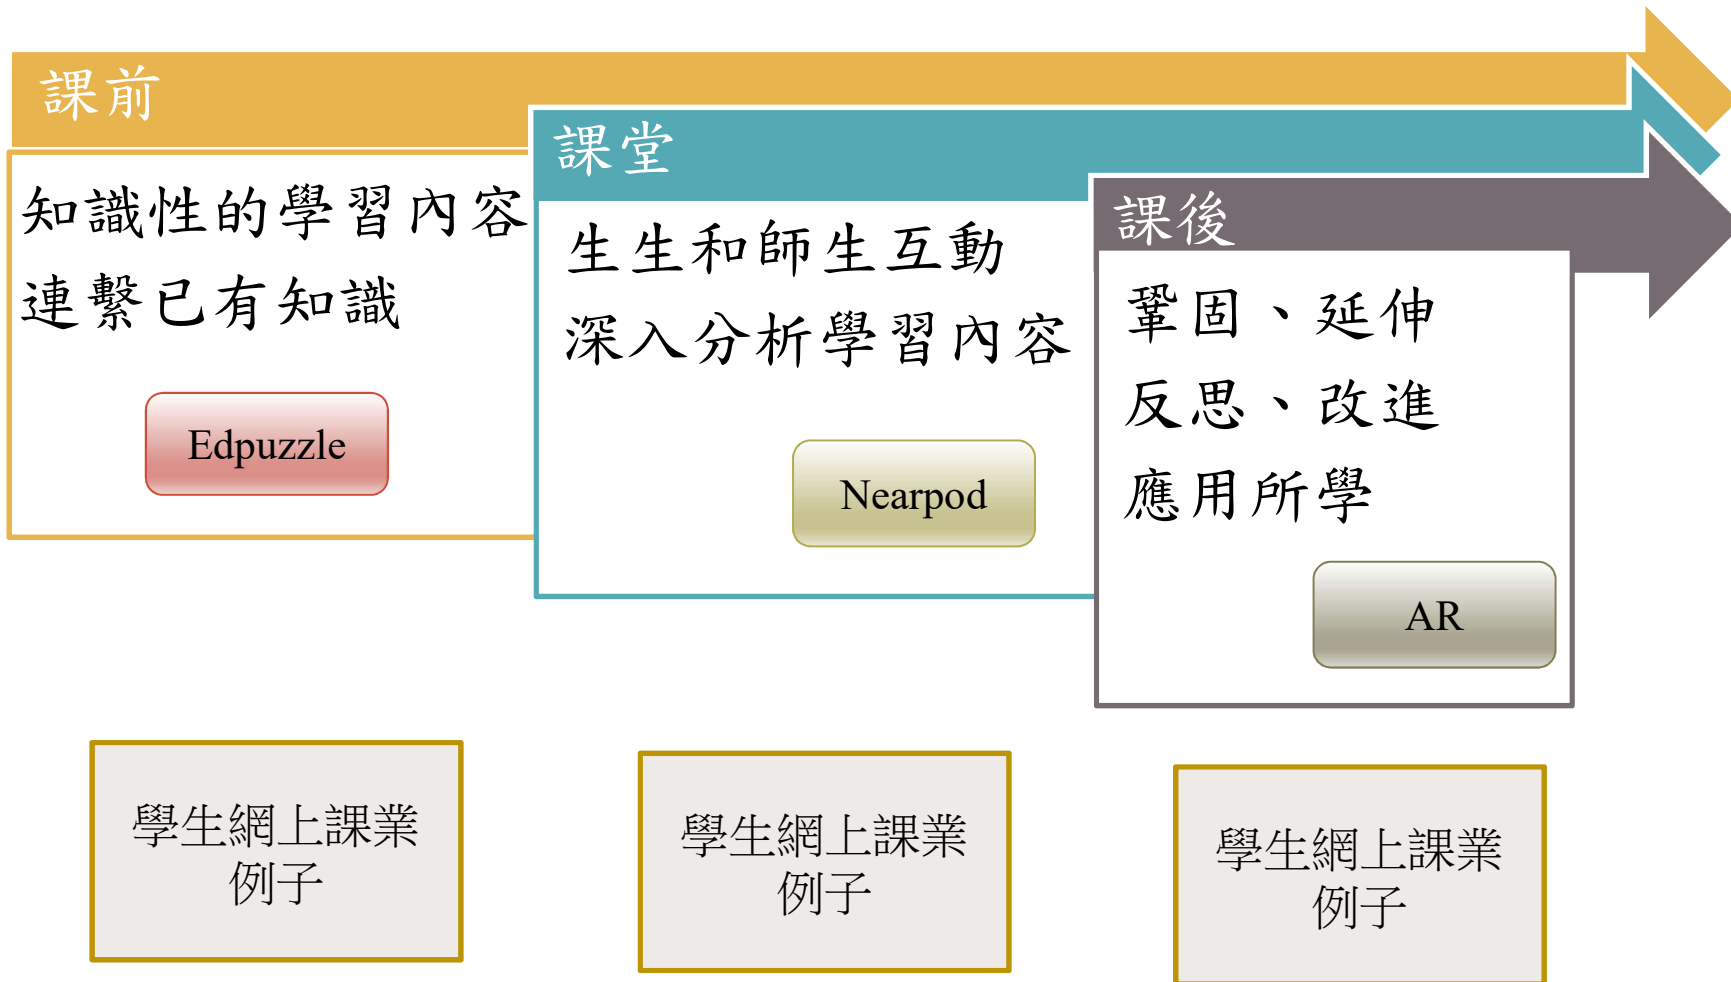 課前
知識性的學習內容
連繫已有知識
Edpuzzle
課堂
生生和師生互動
深入分析學習內容
Nearpod
課後
鞏固、延伸
反思、改進
應用所學
AR
學生網上課業
例子
學生網上課業
例子
學生網上課業
例子